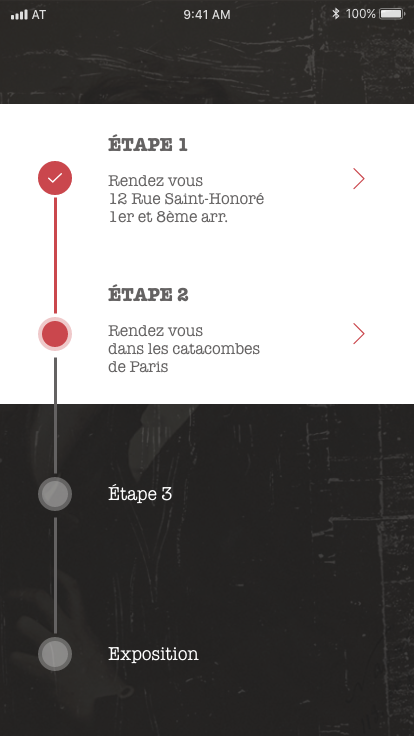 AT 9:41 AM 100%
ÉTAPE 1
Rendez vous
12 Rue Saint-Honoré
1er et 8ème arr.
ÉTAPE 2
Rendez vous
dans les catacombes
de Paris
Étape 3
Exposition